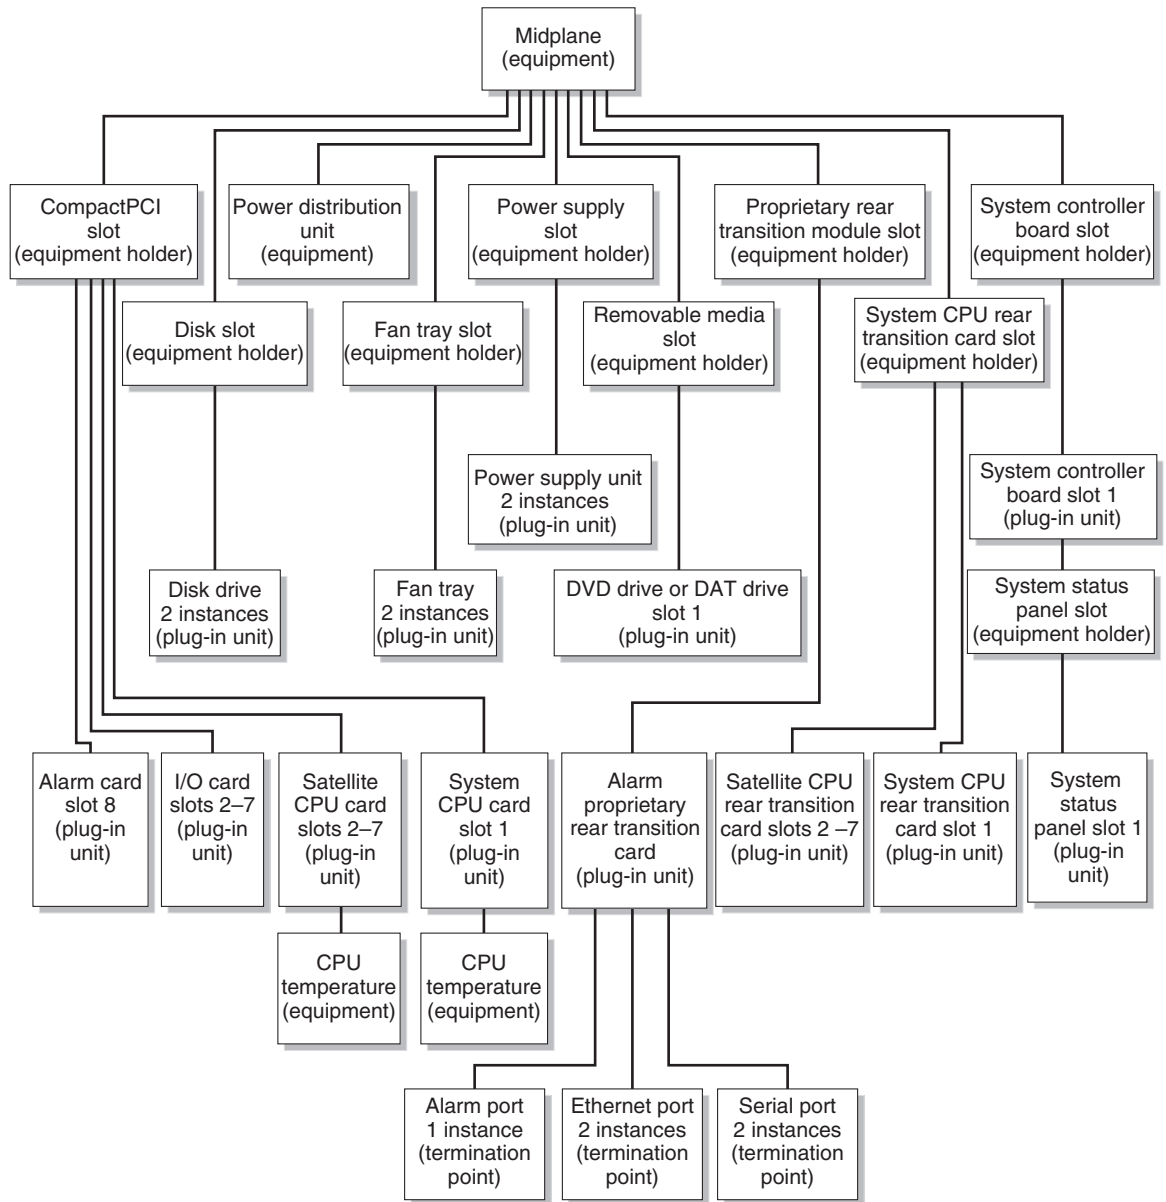 Midplane
(equipment)
CompactPCI
slot
(equipment holder)
Power distribution
unit
(equipment)
Power supply
slot
(equipment holder)
Proprietary rear
transition module slot
(equipment holder)
System controller
board slot
(equipment holder)
Disk slot
(equipment holder)
Fan tray slot
(equipment holder)
Removable media
slot
(equipment holder)
System CPU rear
transition card slot
(equipment holder)
Power supply unit
2 instances
(plug-in unit)
System controller
board slot 1
(plug-in unit)
Disk drive
2 instances
(plug-in unit)
Fan tray
2 instances
(plug-in unit)
DVD drive or DAT drive
slot 1
(plug-in unit)
System status
panel slot
(equipment holder)
Alarm card
slot 8
(plug-in
unit)
I/O card
slots 2–7
(plug-in
unit)
Satellite
CPU card
slots 2–7
(plug-in
unit)
System
CPU card
slot 1
(plug-in
unit)
Alarm
proprietary
rear transition
card
(plug-in unit)
Satellite CPU
rear transition
card slots 2 –7
(plug-in unit)
System CPU
rear transition
card slot 1
(plug-in unit)
System
status
panel slot 1
(plug-in
unit)
CPU
temperature
(equipment)
CPU
temperature
(equipment)
Alarm port
1 instance
(termination
point)
Ethernet port
2 instances
(termination
point)
Serial port
2 instances
(termination
point)